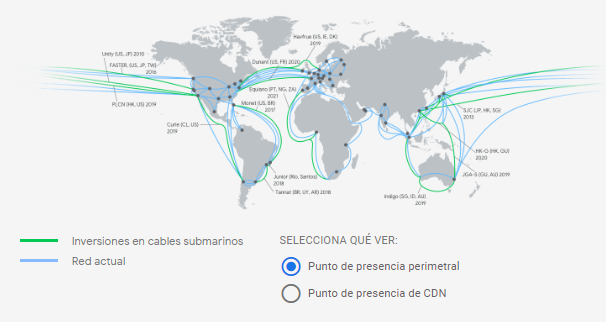 Havfrue (US, IE, DK)
2019
Unity (US, JP) 2015
Dunant (US, FR) 2020
FASTER, (US, JP, TW)
2016
Equiano (PT, NG, ZA)
2021
PLCN (HK, US) 2019
Monet (US, BR)
2017
SJC (JP, HK, SG)
2013
Curie (CL, US)
2019
HK-G (HK, GU)
2020
JGA-S (GU, AU) 2019
Junior (Rio, Santos)
2018
Tannat (BR, UY, AR) 2018
Indigo (SG, ID, AU)
2019
Inversiones en cables submarinos
Red actual
SELECCIONA QUÉ VER:
Punto de presencia perimetral
Punto de presencia de CDN